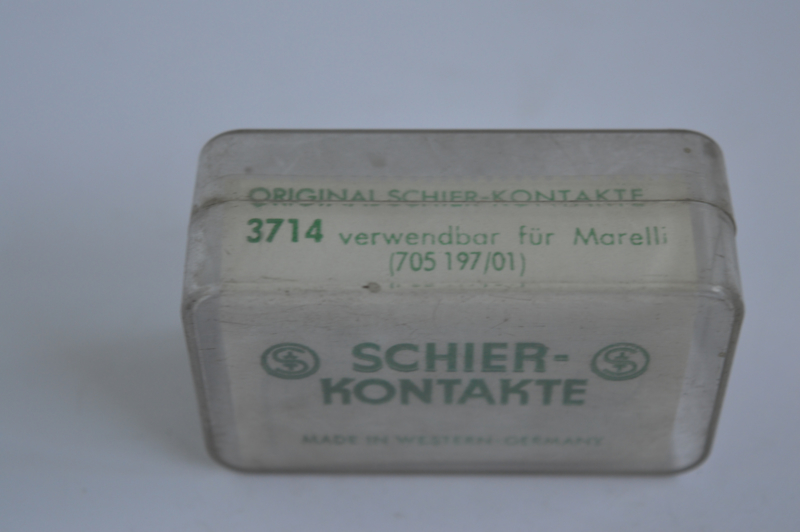 ORIGINAL SCHIER-KONTAKTE
3714 verwendbar für Marelli
(705 197/01)
SCHIER-
KONTAKTE
MADE IN WESTERN-GERMANY